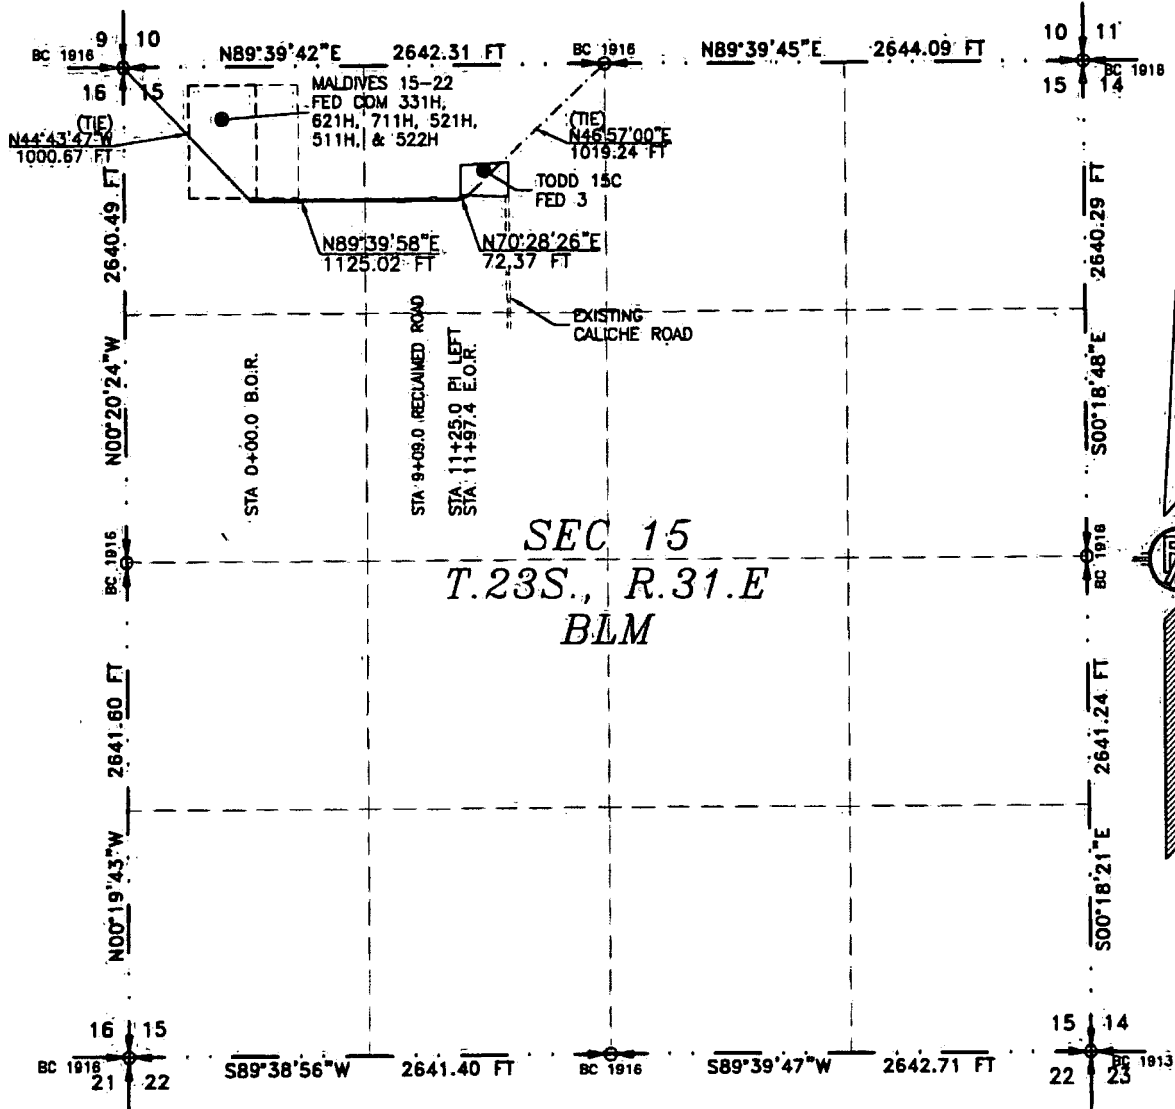 9 10
BC 1916
16 15
N89°39'42"E 2642.31 FT
BC 1916
N89°39'45"E 2644.09 FT
10 11
15 14
BC 1916
MALDIVES 15-22
FED COM 331H,
621H, 711H, 521H,
511H, & 522H
(TIE)
N44°43'47"W
1000.67 FT
(TIE)
N46°57'00"E
1019.24 FT
TODD 15C
FED 3
N89°39'58"E
1125.02 FT
N70°28'26"E
72.37 FT
EXISTING
CALICHE ROAD
N00°20'24"W 2640.49 FT
STA 0+00.0 B.O.R.
STA 9+09.0 RECLAIMED ROAD
STA 11+25.0 PI LEFT
STA 11+97.4 E.O.R.
S00°18'48"E 2640.29 FT
BC 1916
SEC 15
T.23S., R.31.E
BLM
BC 1916
N00°19'43"W 2641.60 FT
S00°18'21"E 2641.24 FT
16 15
BC 1916
21 22
S89°38'56"W 2641.40 FT
BC 1916
S89°39'47"W 2642.71 FT
15 14
22 23
BC 1913